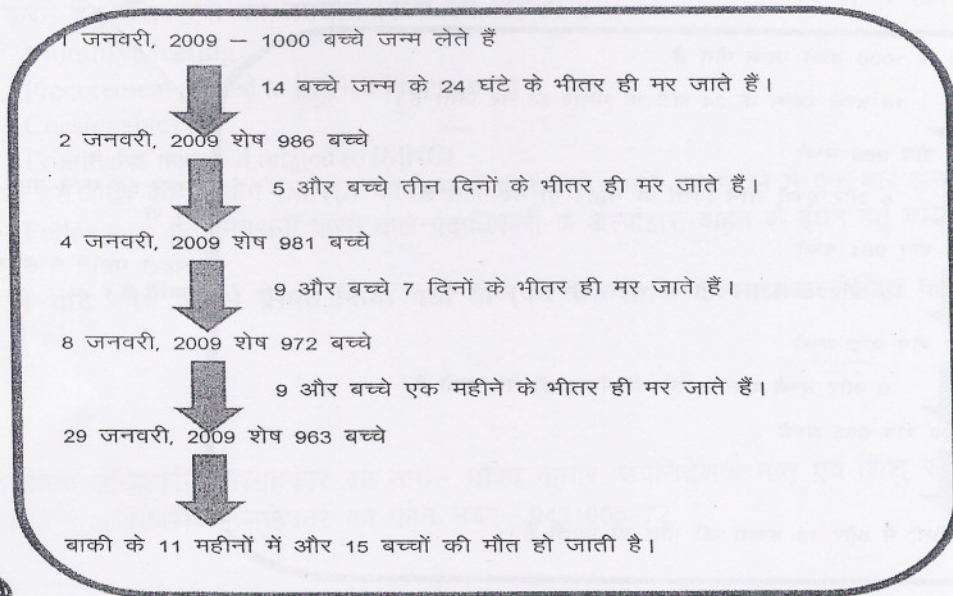 1 जनवरी, 2009 – 1000 बच्चे जन्म लेते हैं
14 बच्चे जन्म के 24 घंटे के भीतर ही मर जाते हैं।
2 जनवरी, 2009 शेष 986 बच्चे
5 और बच्चे तीन दिनों के भीतर ही मर जाते हैं।
4 जनवरी, 2009 शेष 981 बच्चे
9 और बच्चे 7 दिनों के भीतर ही मर जाते हैं।
8 जनवरी, 2009 शेष 972 बच्चे
9 और बच्चे एक महीने के भीतर ही मर जाते हैं।
29 जनवरी, 2009 शेष 963 बच्चे
बाकी के 11 महीनों में और 15 बच्चों की मौत हो जाती है।